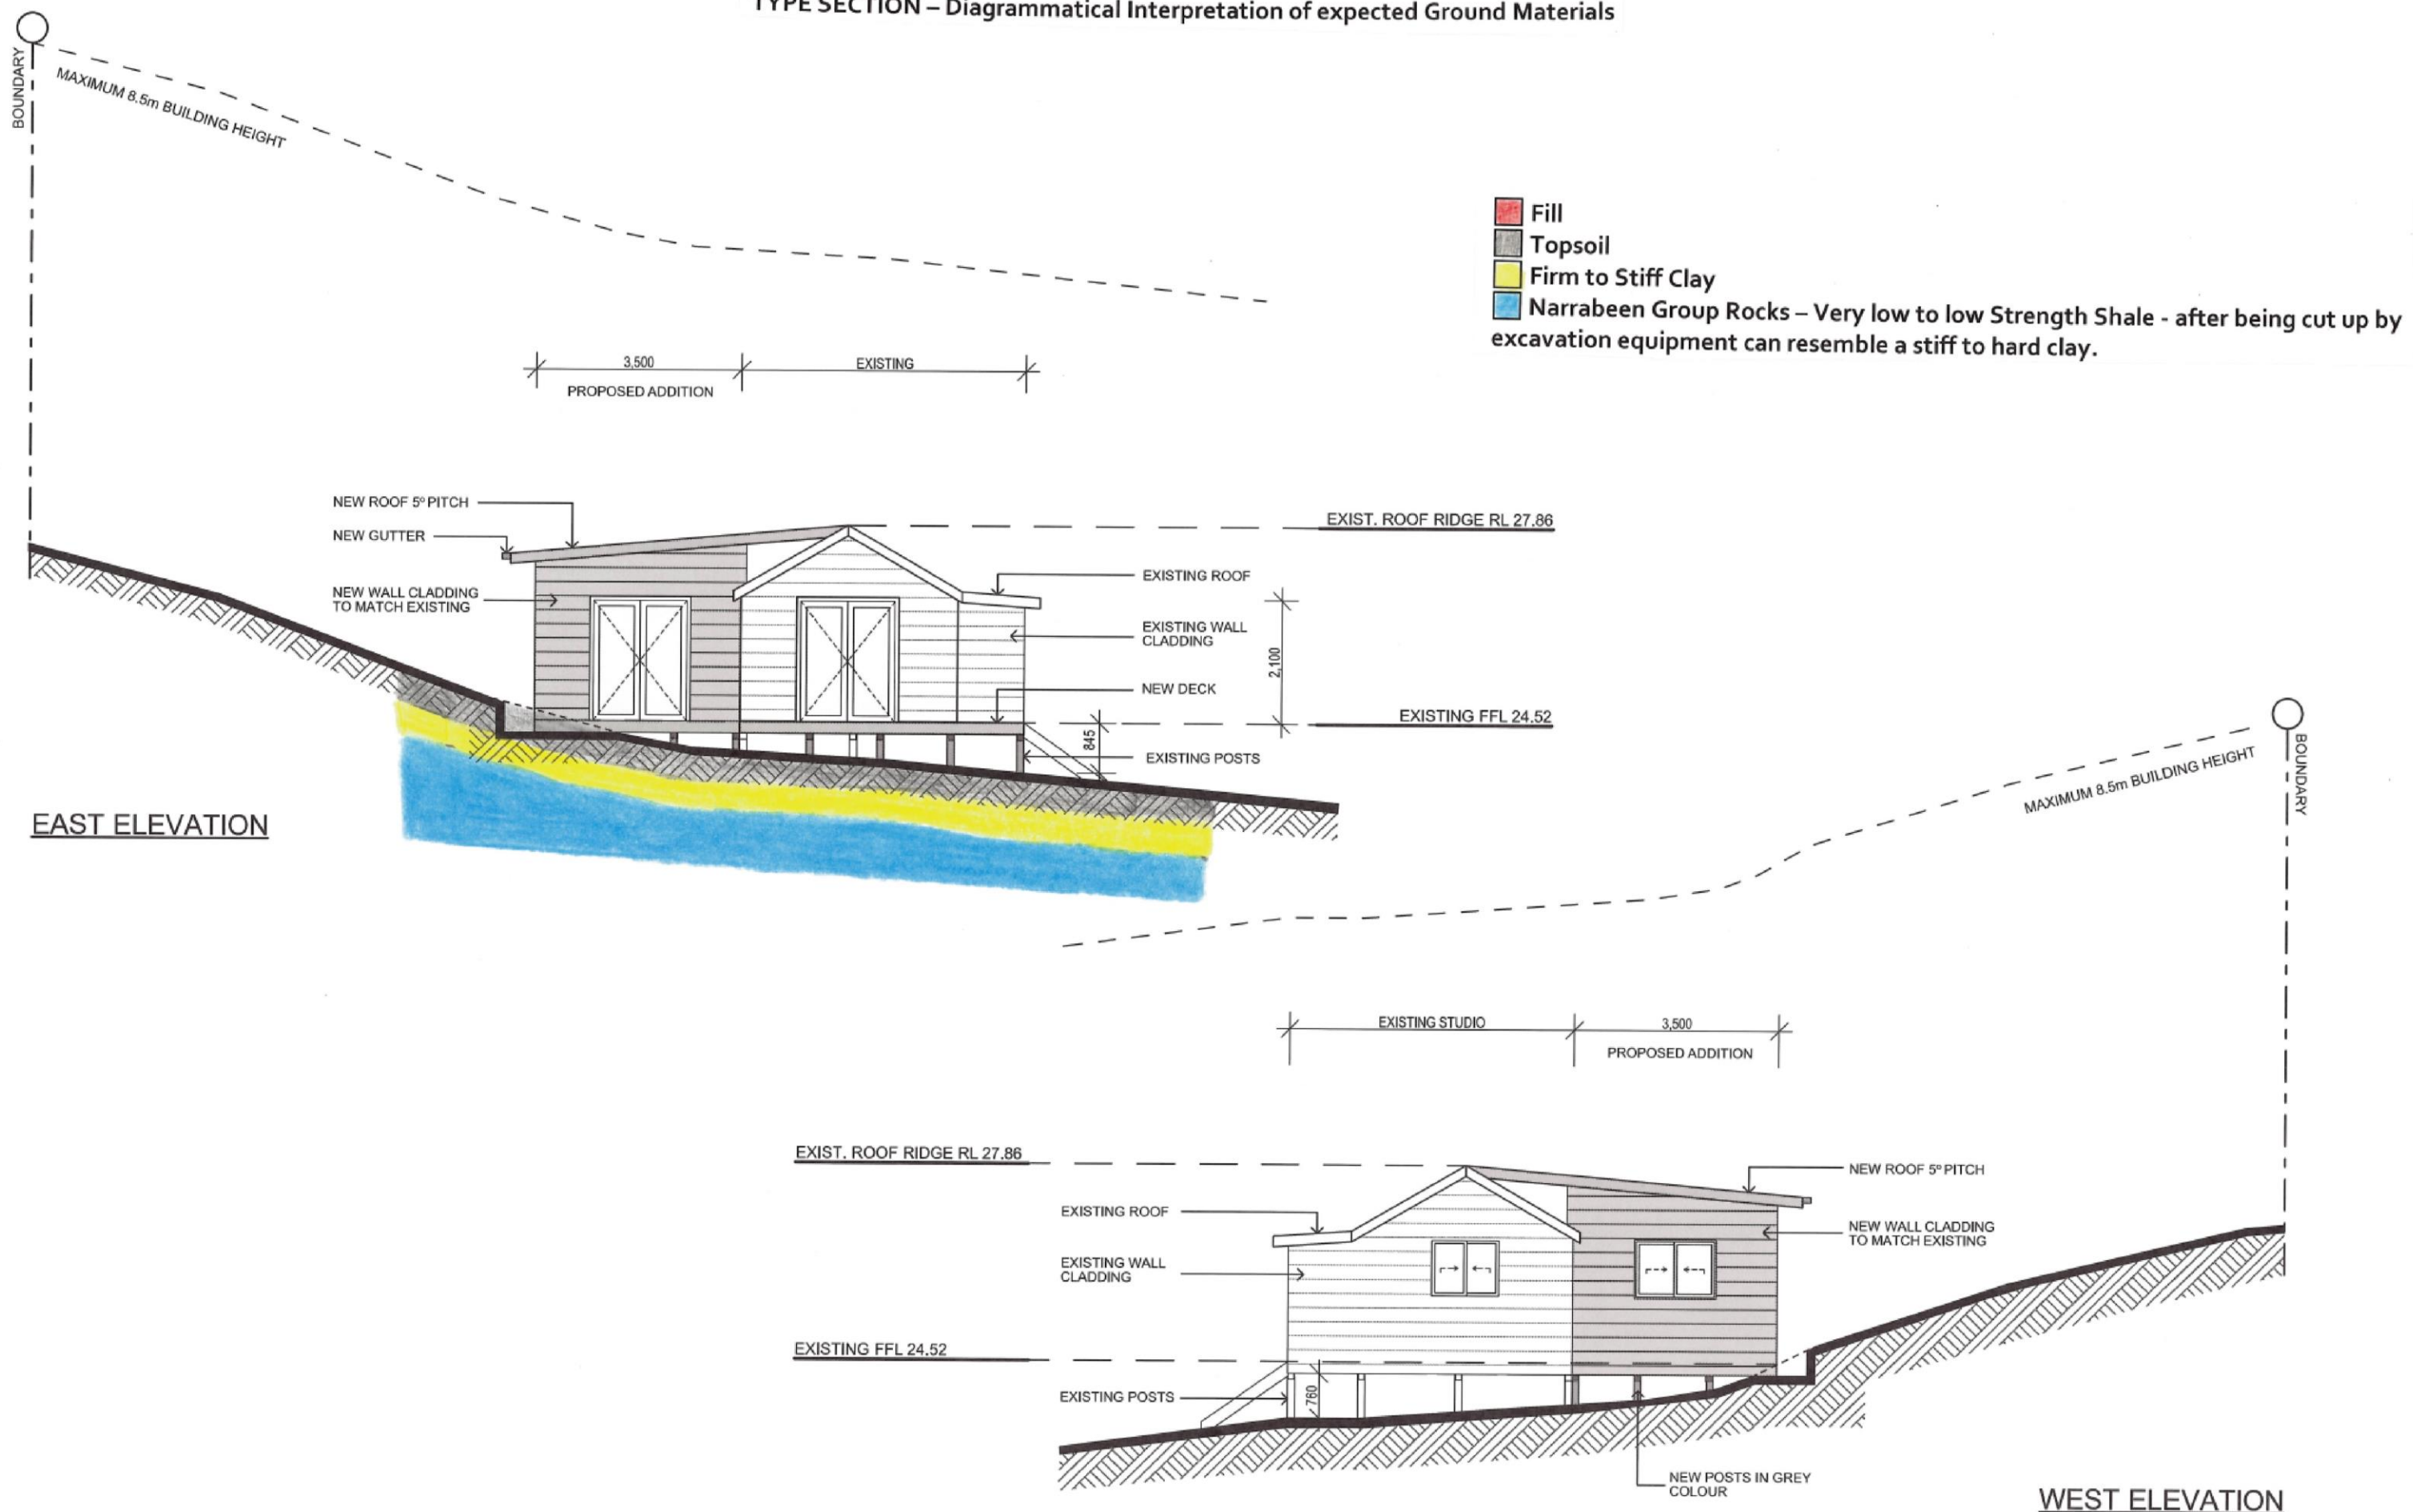 TYPE SECTION – Diagrammatical Interpretation of expected Ground Materials
BOUNDARY
MAXIMUM 8.5m BUILDING HEIGHT
Fill
Topsoil
Firm to Stiff Clay
Narrabeen Group Rocks – Very low to low Strength Shale - after being cut up by
excavation equipment can resemble a stiff to hard clay.
3,500
EXISTING
PROPOSED ADDITION
NEW ROOF 5º PITCH
NEW GUTTER
NEW WALL CLADDING
TO MATCH EXISTING
EXIST. ROOF RIDGE RL 27.86
EXISTING ROOF
EXISTING WALL
CLADDING
2,100
NEW DECK
EXISTING FFL 24.52
845
EXISTING POSTS
EAST ELEVATION
BOUNDARY
MAXIMUM 8.5m BUILDING HEIGHT
EXISTING STUDIO
3,500
PROPOSED ADDITION
EXIST. ROOF RIDGE RL 27.86
EXISTING ROOF
EXISTING WALL
CLADDING
EXISTING FFL 24.52
EXISTING POSTS
760
NEW ROOF 5º PITCH
NEW WALL CLADDING
TO MATCH EXISTING
NEW POSTS IN GREY
COLOUR
WEST ELEVATION